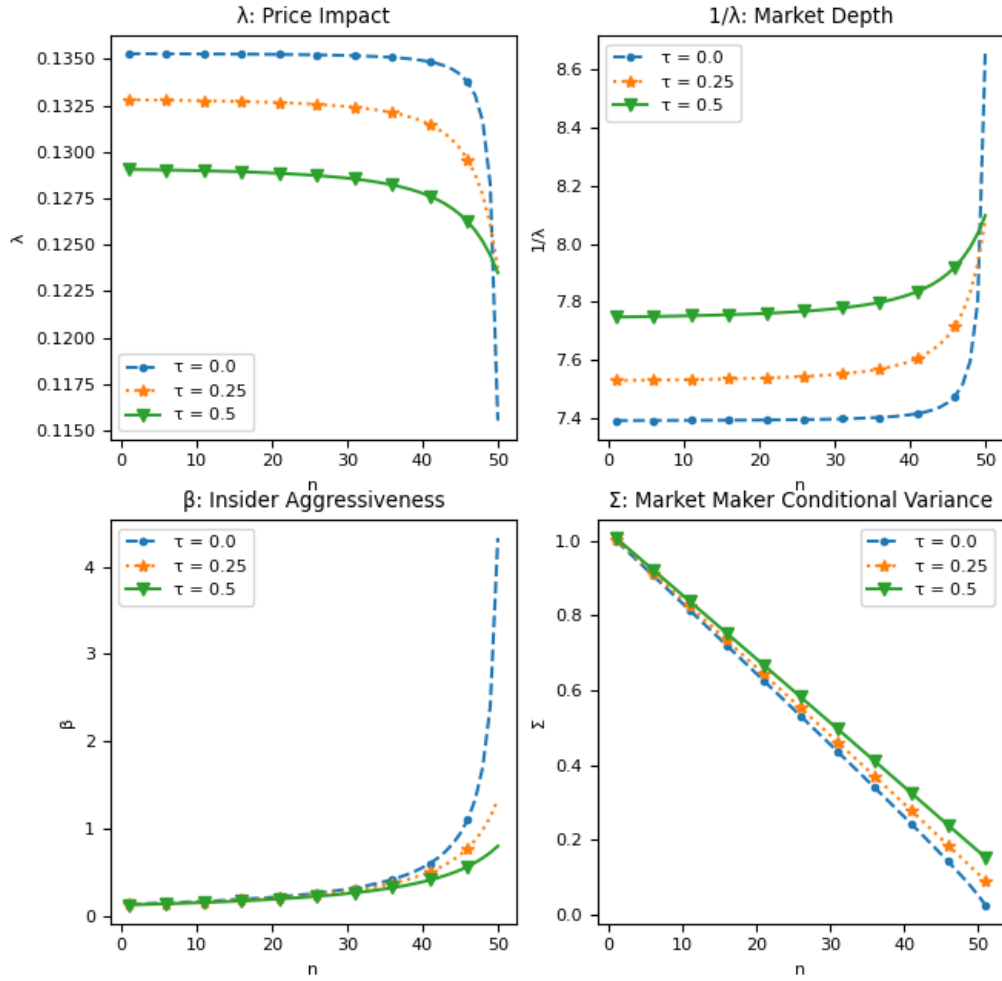 λ: Price Impact
0.1350
0.1325
0.1300
0.1275
0.1250
0.1225
0.1200
0.1175
0.1150
λ
τ = 0.0
τ = 0.25
τ = 0.5
0 10 20 30 40 50
n
1/λ: Market Depth
8.6
8.4
8.2
8.0
7.8
7.6
7.4
1/λ
τ = 0.0
τ = 0.25
τ = 0.5
0 10 20 30 40 50
n
β: Insider Aggressiveness
4
3
2
1
0
β
τ = 0.0
τ = 0.25
τ = 0.5
0 10 20 30 40 50
n
Σ: Market Maker Conditional Variance
1.0
0.8
0.6
0.4
0.2
0.0
Σ
τ = 0.0
τ = 0.25
τ = 0.5
0 10 20 30 40 50
n